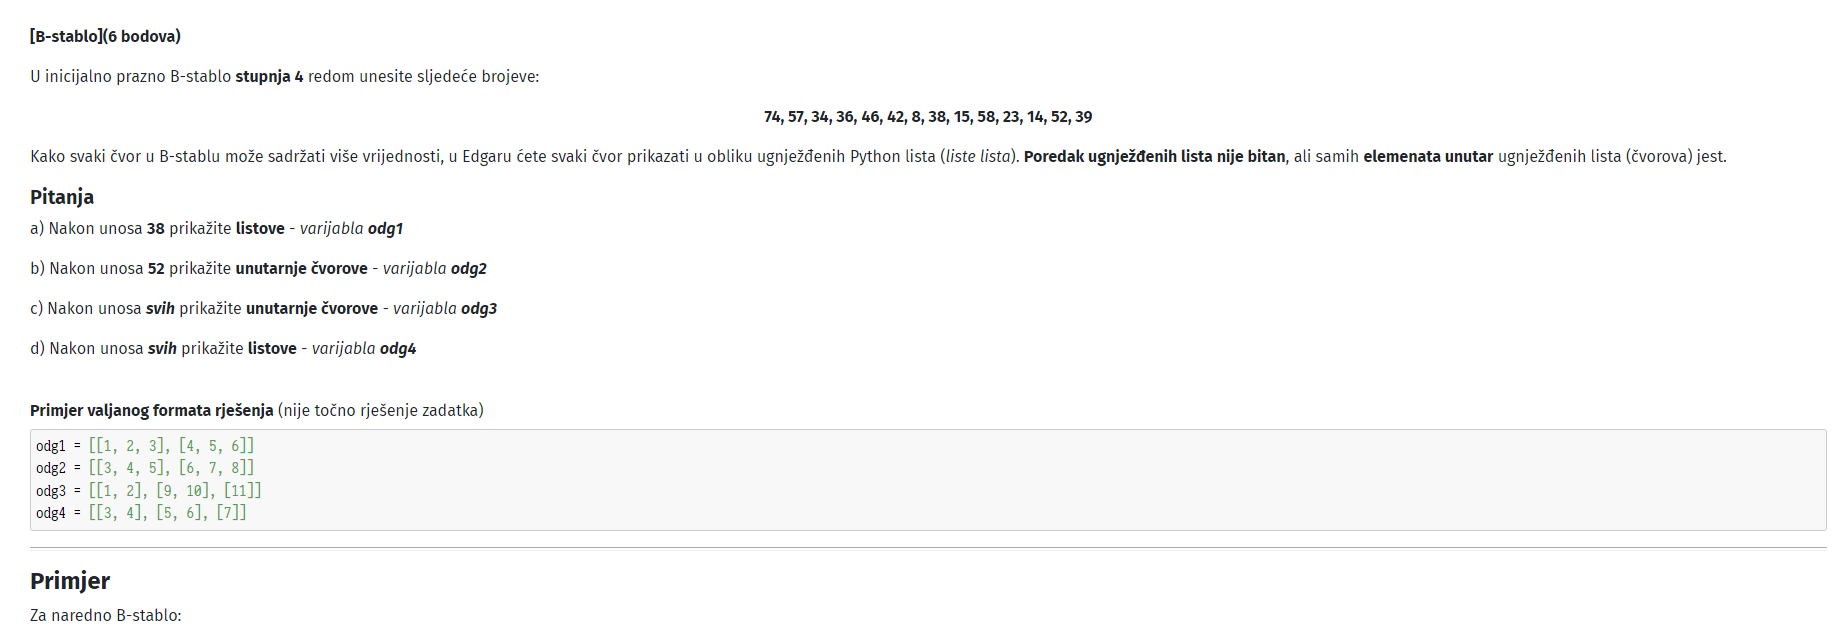 [B-stablo](6 bodova)
U inicijalno prazno B-stablo stupnja 4 redom unesite sljedeće brojeve:
74, 57, 34, 36, 46, 42, 8, 38, 15, 58, 23, 14, 52, 39
Kako svaki čvor u B-stablu može sadržati više vrijednosti, u Edgaru ćete svaki čvor prikazati u obliku ugnježđenih Python lista (liste lista). Poredak ugnježđenih lista nije bitan, ali samih elemenata unutar ugnježđenih lista (čvorova) jest.
Pitanja
a) Nakon unosa 38 prikažite listove - varijabla odg1
b) Nakon unosa 52 prikažite unutarnje čvorove - varijabla odg2
c) Nakon unosa svih prikažite unutarnje čvorove - varijabla odg3
d) Nakon unosa svih prikažite listove - varijabla odg4
Primjer valjanog formata rješenja (nije točno rješenje zadatka)
odg1 = [[1, 2, 3], [4, 5, 6]]
odg2 = [[3, 4, 5], [6, 7, 8]]
odg3 = [[1, 2], [9, 10], [11]]
odg4 = [[3, 4], [5, 6], [7]]
Primjer
Za naredno B-stablo: